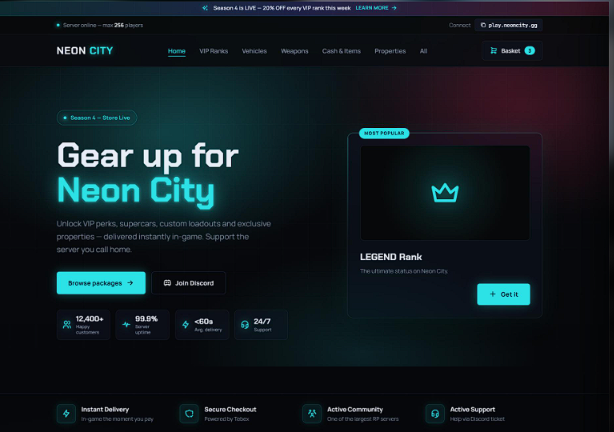 Season 4 is LIVE — 20% OFF every VIP rank this week LEARN MORE →
Server online — max 256 players
Connect play.neoncity.gg
NEON CITY
Home VIP Ranks Vehicles Weapons Cash & Items Properties All
Basket
Season 4 — Store Live
MOST POPULAR
Gear up for
Neon City
Unlock VIP perks, supercars, custom loadouts and exclusive
properties — delivered instantly in-game. Support the
server you call home.
LEGEND Rank
The ultimate status on Neon City.
Browse packages →
Join Discord
+ Get it
12,400+
Happy
customers
99.9%
Server
uptime
<60s
Avg. delivery
24/7
Support
Instant Delivery
In-game the moment you pay
Secure Checkout
Powered by Tebex
Active Community
One of the largest RP servers
Active Support
Help via Discord ticket